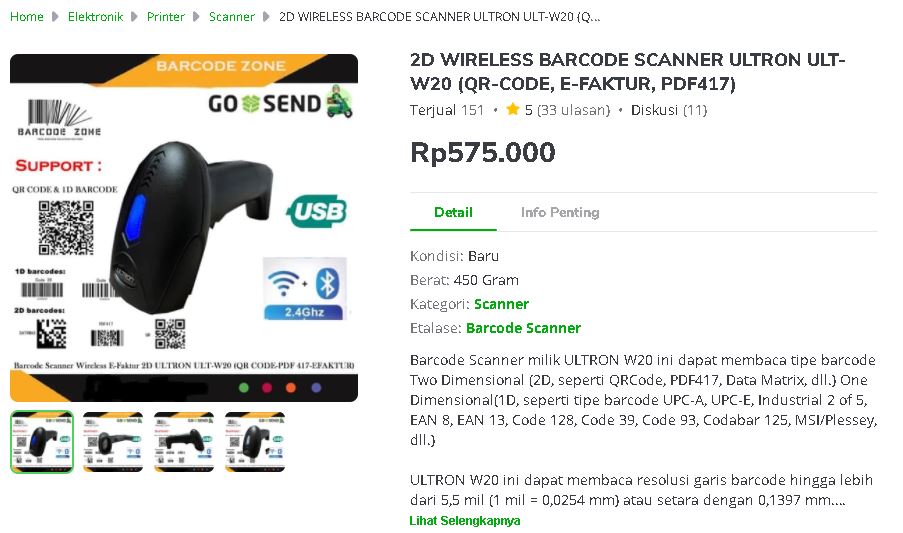 Home Elektronik Printer Scanner 2D WIRELESS BARCODE SCANNER ULTRON ULT-W20 (Q...
BARCODE ZONE
GO SEND
BARCODE ZONE
SUPPORT :
QR CODE & 1D BARCODE
USB
1D barcodes:
Code 39
ULTRON
+
2.4Ghz
2D barcodes:
PDF417
QR
Barcode Scanner Wireless E-Faktur 2D ULTRON ULT-W20 (QR CODE-PDF 417-EFAKTUR)
2D WIRELESS BARCODE SCANNER ULTRON ULT-
W20 (QR-CODE, E-FAKTUR, PDF417)
Terjual 151 • 5 (33 ulasan) • Diskusi (11)
Rp575.000
Detail Info Penting
Kondisi: Baru
Berat: 450 Gram
Kategori: Scanner
Etalase: Barcode Scanner
Barcode Scanner milik ULTRON W20 ini dapat membaca tipe barcode
Two Dimensional (2D, seperti QRCode, PDF417, Data Matrix, dll.) One
Dimensional(1D, seperti tipe barcode UPC-A, UPC-E, Industrial 2 of 5,
EAN 8, EAN 13, Code 128, Code 39, Code 93, Codabar 125, MSI/Plessey,
dll.)
ULTRON W20 ini dapat membaca resolusi garis barcode hingga lebih
dari 5,5 mil (1 mil = 0,0254 mm) atau setara dengan 0,1397 mm....
Lihat Selengkapnya